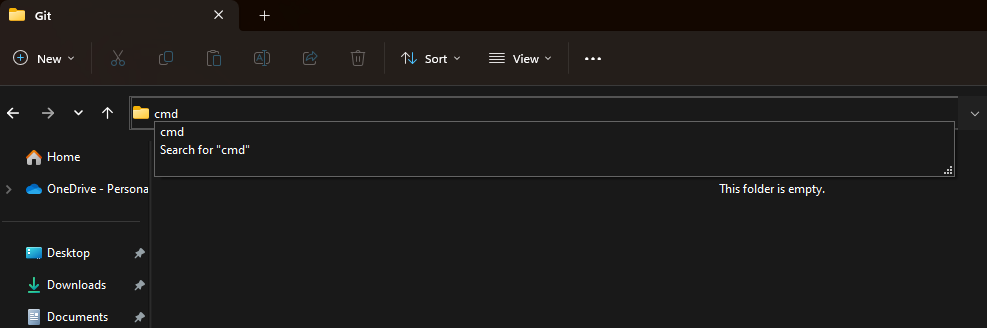 Git
New
Sort
View
cmd
cmd
Search for "cmd"
This folder is empty.
Home
OneDrive - Persona
Desktop
Downloads
Documents